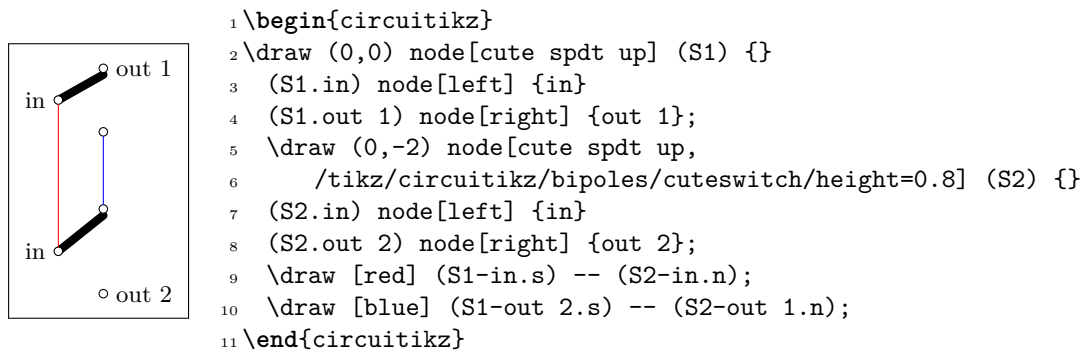 out 1
in
in
out 2
1 \begin{circuitikz}
2 \draw (0,0) node[cute spdt up] (S1) {}
3   (S1.in) node[left] {in}
4   (S1.out 1) node[right] {out 1};
5   \draw (0,-2) node[cute spdt up,
6       /tikz/circuitikz/bipoles/cuteswitch/height=0.8] (S2) {}
7   (S2.in) node[left] {in}
8   (S2.out 2) node[right] {out 2};
9   \draw [red] (S1-in.s) -- (S2-in.n);
10   \draw [blue] (S1-out 2.s) -- (S2-out 1.n);
11 \end{circuitikz}